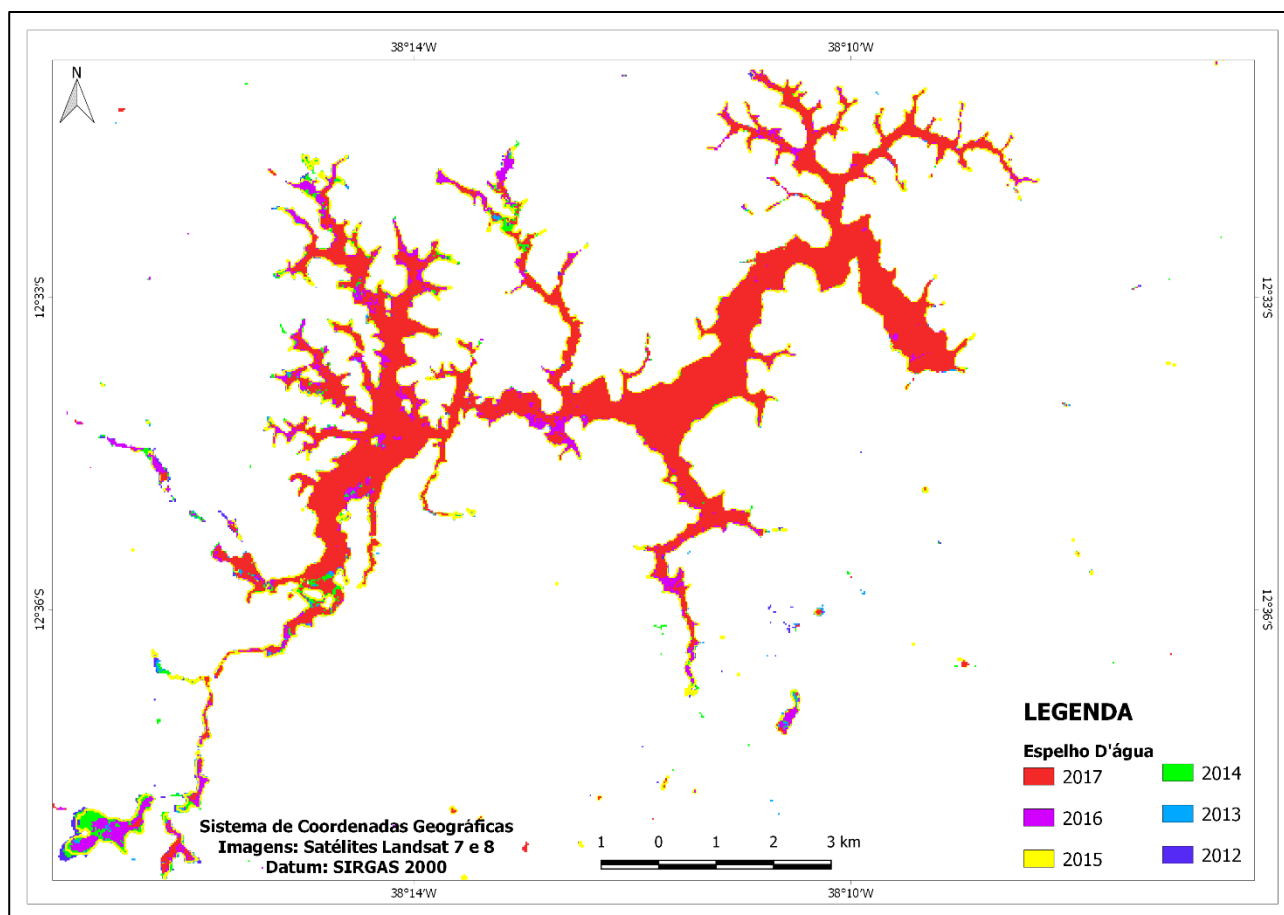 38°14'W
38°10'W
N
12°33'S
12°33'S
12°36'S
12°36'S
LEGENDA
Espelho D'água
2017
2014
2016
2013
2015
2012
Sistema de Coordenadas Geográficas
Imagens: Satélites Landsat 7 e 8
Datum: SIRGAS 2000
1 0 1 2 3 km
38°14'W
38°10'W